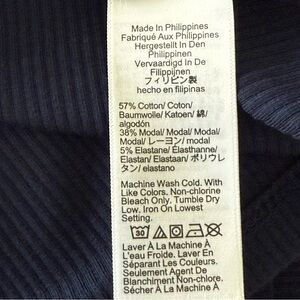 Made In Philippines
Fabriqué Aux Philippines
Hergestellt In Den
Philippinen
Vervaardigd In De
Filippijnen
フィリピン製
hecho en filipinas
57% Cotton/ Coton/
Baumwolle/ Katoen/ 綿/
algodón
38% Modal/ Modal/ Modal/
Modal/ レーヨン/ modal
5% Elastane/ Élasthanne/
Elastan/ Elastaan/ ポリウレ
タン/ elastano
Machine Wash Cold. With
Like Colors. Non-chlorine
Bleach Only. Tumble Dry
Low. Iron On Lowest
Setting.
30
Laver À La Machine À
L'eau Froide. Laver En
Séparant Les Couleurs.
Seulement Agent De
Blanchiment Non-chlore.
Sécher À La Machine À